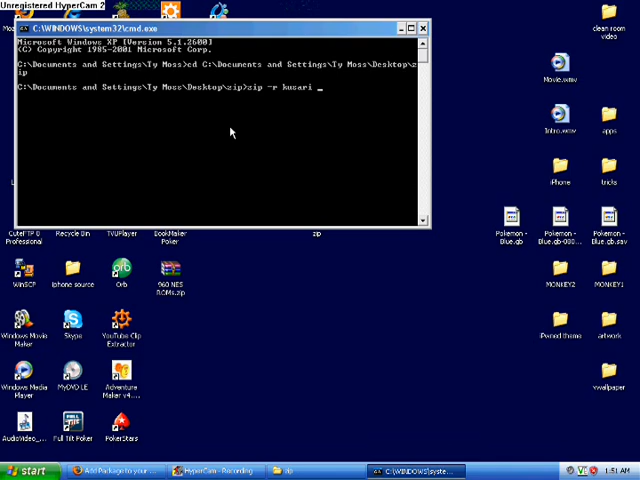 Unregistered HyperCam 2
C:\WINDOWS\system32\cmd.exe
Microsoft Windows XP [Version 5.1.2600]
(C) Copyright 1985-2001 Microsoft Corp.
C:\Documents and Settings\Ty Moss>cd C:\Documents and Settings\Ty Moss\Desktop\z
ip
C:\Documents and Settings\Ty Moss\Desktop\zip>zip -r kusari _
clean room
video
Movie.wmv
Intro.wmv
apps
iPhone
tricks
CuteFTP 8
Professional
Recycle Bin
TVUPlayer
BookMaker
Poker
zip
Pokemon -
Blue.gb
Pokemon -
Blue.gb-000...
Pokemon -
Blue.gb.sav
WinSCP
iphone source
Orb
960 NES
ROMs.zip
MONKEY2
MONKEY1
Windows Movie
Maker
Skype
YouTube Clip
Extractor
iPwned theme
artwork
Windows Media
Player
MyDVD LE
Adventure
Maker v4....
vwallpaper
AudioVideo_...
Full Tilt Poker
PokerStars
start
Add Package to your ...
HyperCam - Recording
zip
C:\WINDOWS\syste...
1:51 AM